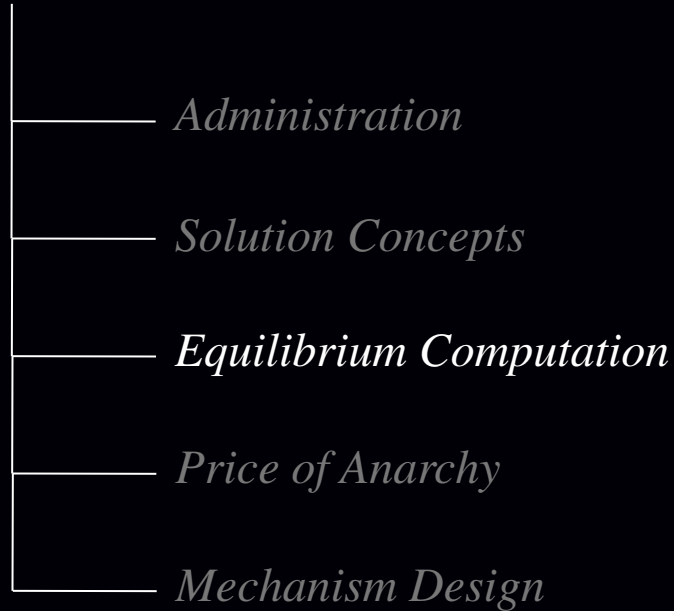 Administration
Solution Concepts
Equilibrium Computation
Price of Anarchy
Mechanism Design